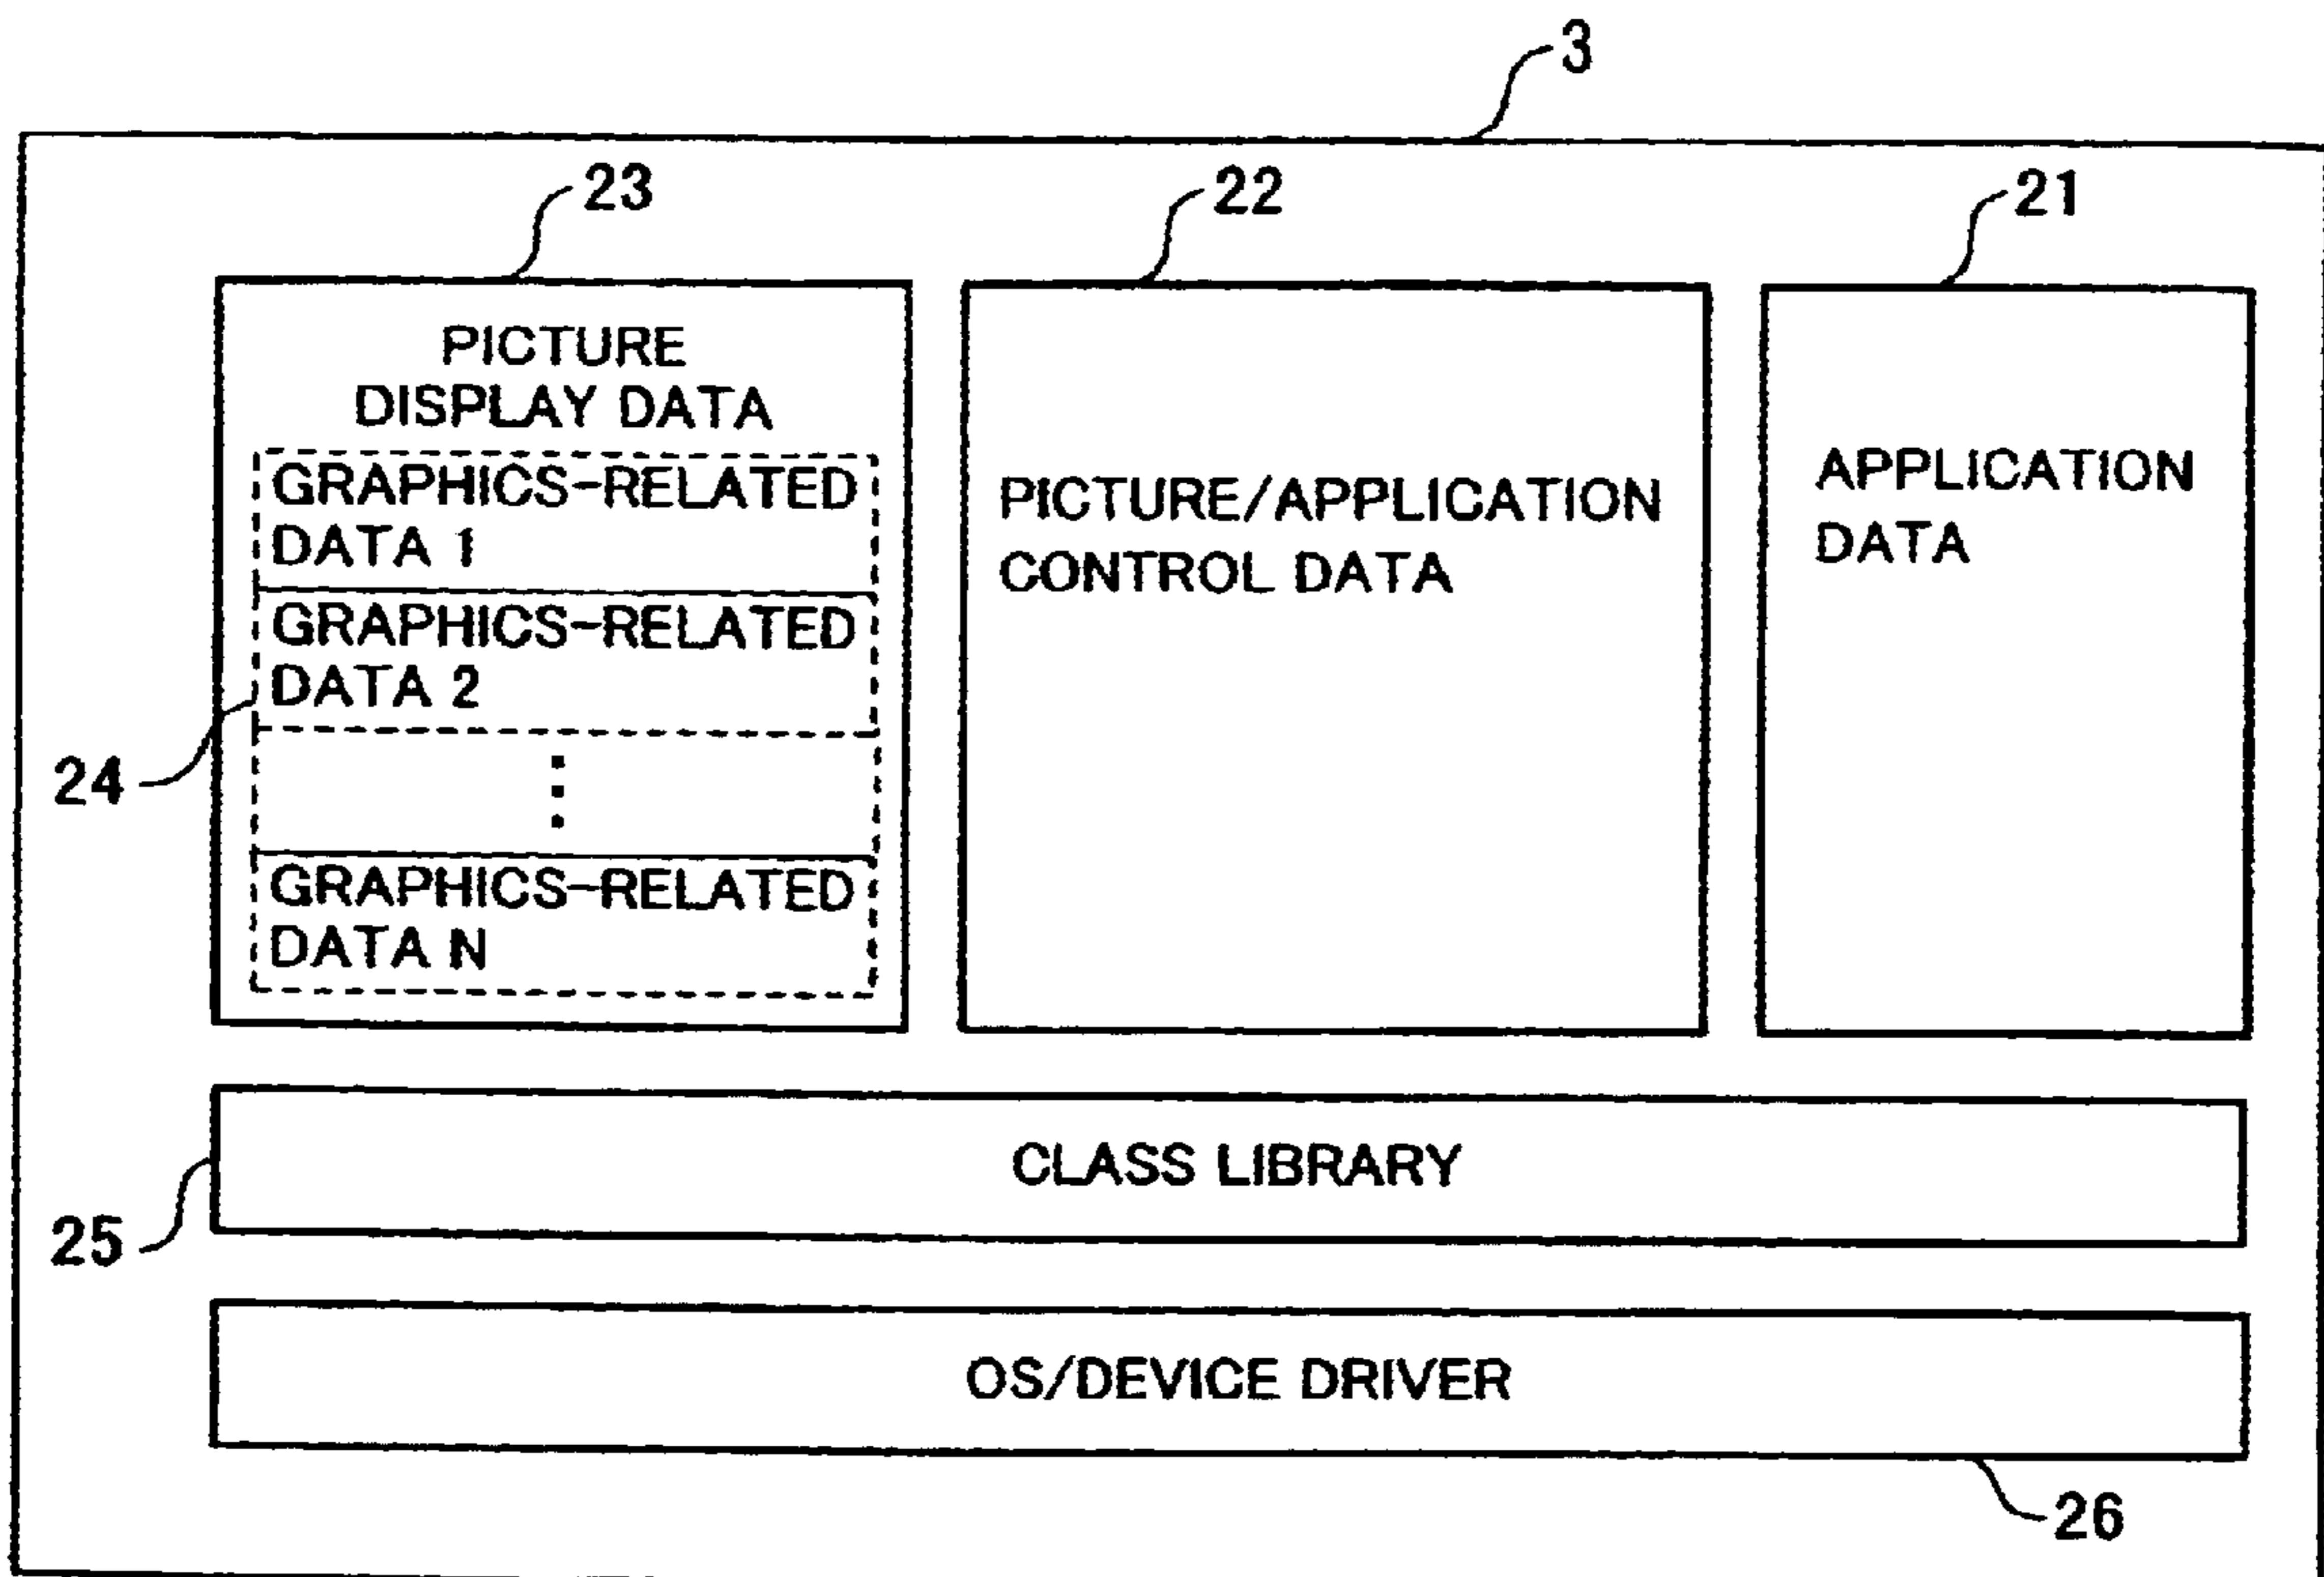 3
23
22
21
PICTURE
DISPLAY DATA
GRAPHICS-RELATED
DATA 1
GRAPHICS-RELATED
DATA 2
GRAPHICS-RELATED
DATA N
24
PICTURE/APPLICATION
CONTROL DATA
APPLICATION
DATA
CLASS LIBRARY
25
OS/DEVICE DRIVER
26